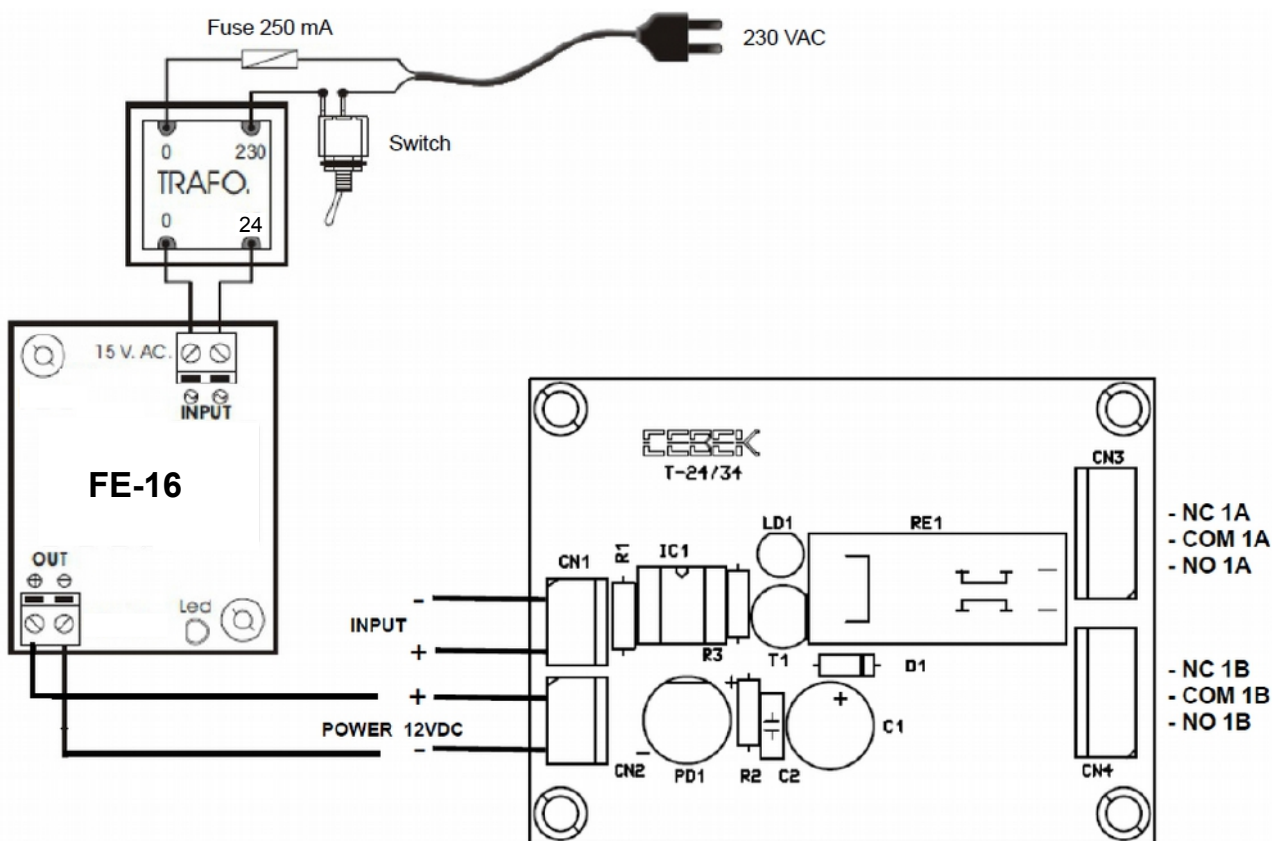 Fuse 250 mA
230 VAC
Switch
0 230
TRAFO.
0 24
15 V. AC.
INPUT
FE-16
OUT
Led
CEBEK
T-24/34
CN3
LD1
RE1
- NC 1A
- COM 1A
- NO 1A
CN1
R1
IC1
-
INPUT
+
R3
T1
D1
+
POWER 12VDC
-
+
+
C1
- NC 1B
- COM 1B
- NO 1B
CN2
-
PD1
R2
C2
CN4